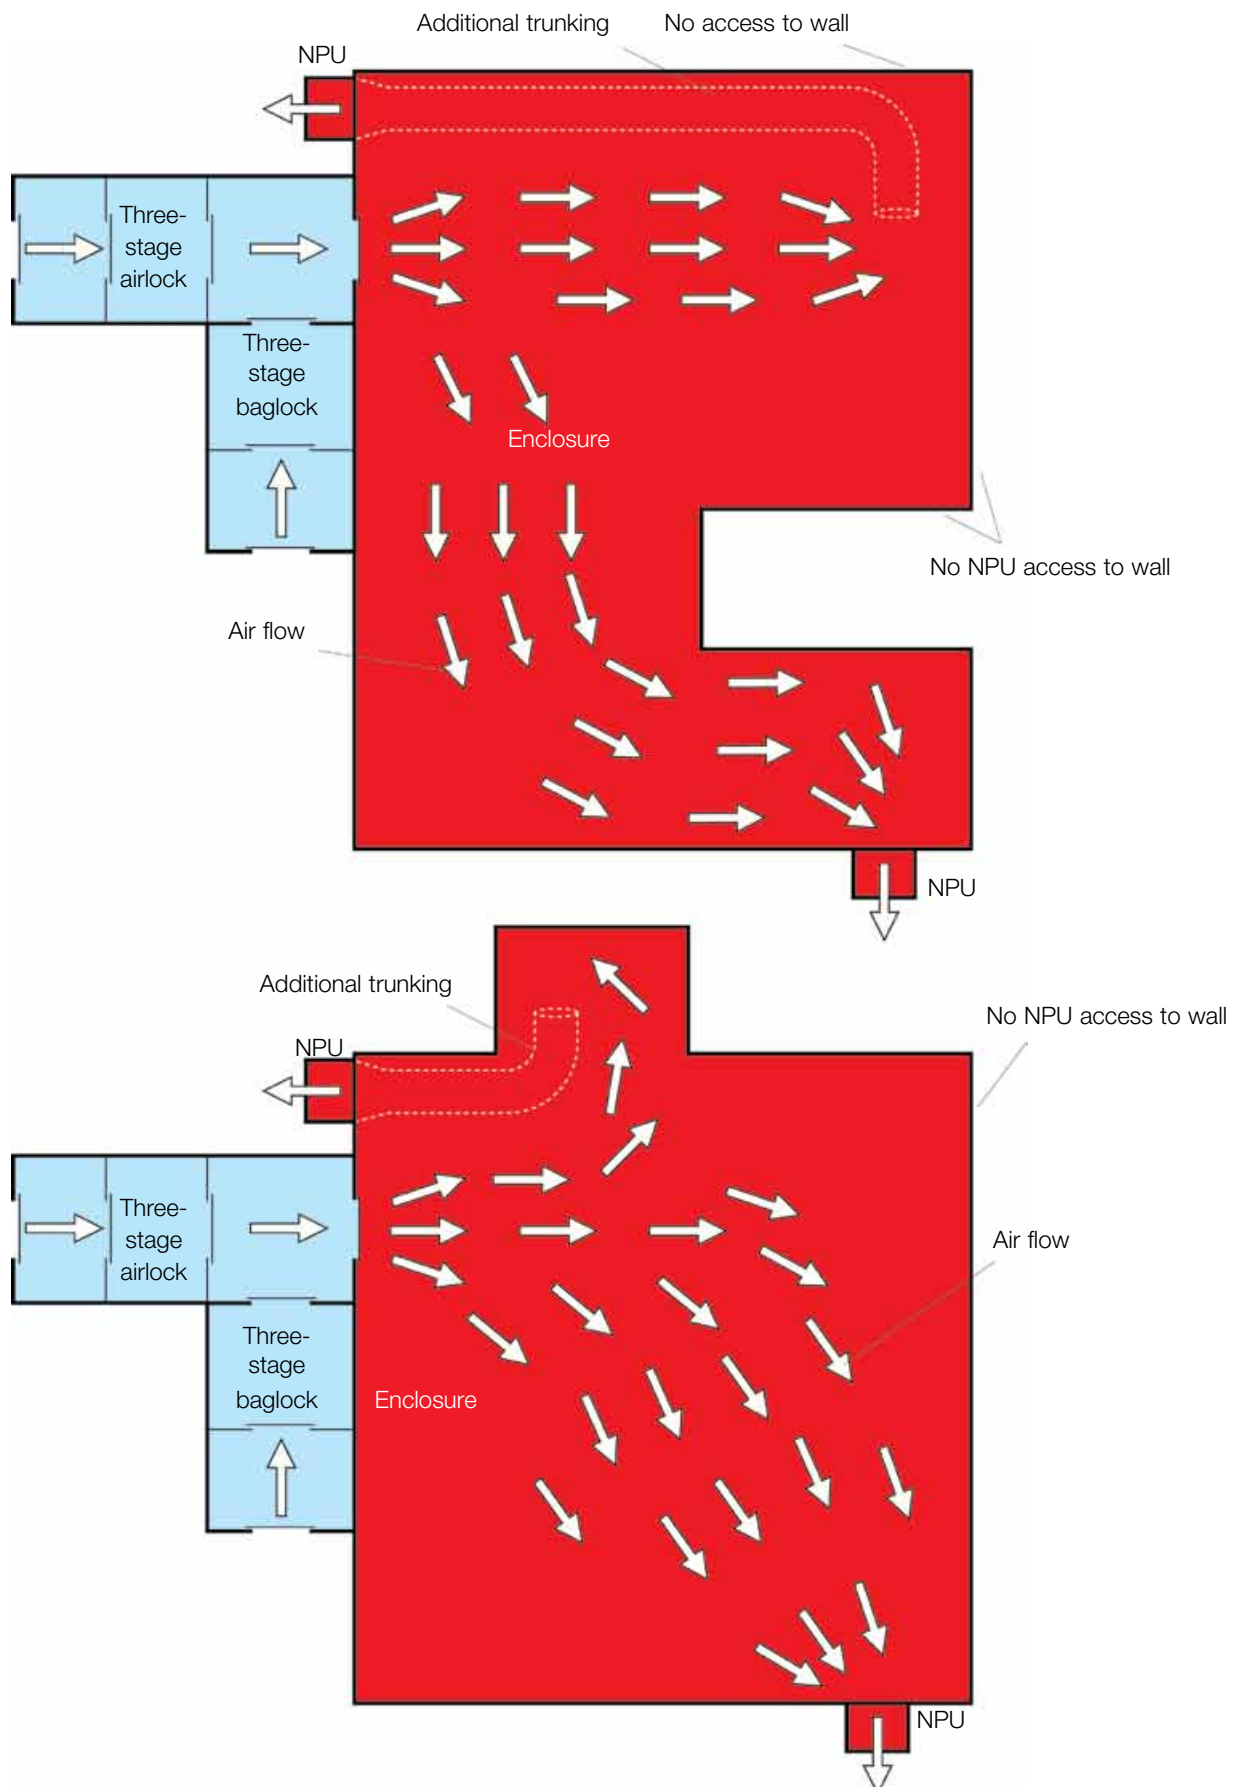 Additional trunking
No access to wall
NPU
Three-
stage
airlock
Three-
stage
baglock
Enclosure
No NPU access to wall
Air flow
NPU
Additional trunking
No NPU access to wall
NPU
Three-
stage
airlock
Air flow
Three-
stage
baglock
Enclosure
NPU